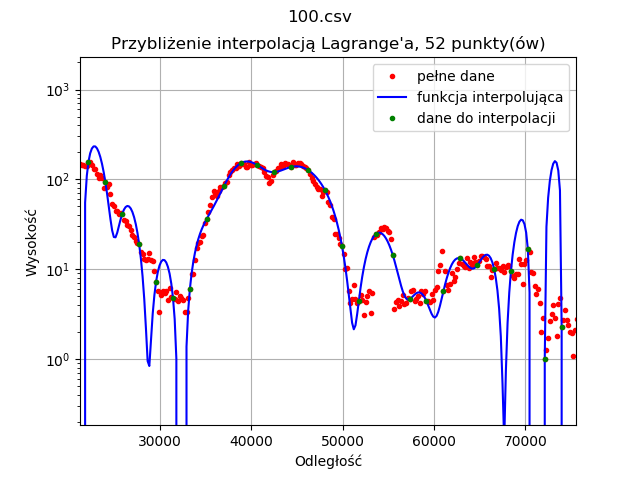 100.csv
Przybliżenie interpolacją Lagrange'a, 52 punkty(ów)
pełne dane
funkcja interpolująca
dane do interpolacji
Wysokość
10³
10²
10¹
10⁰
30000 40000 50000 60000 70000
Odległość